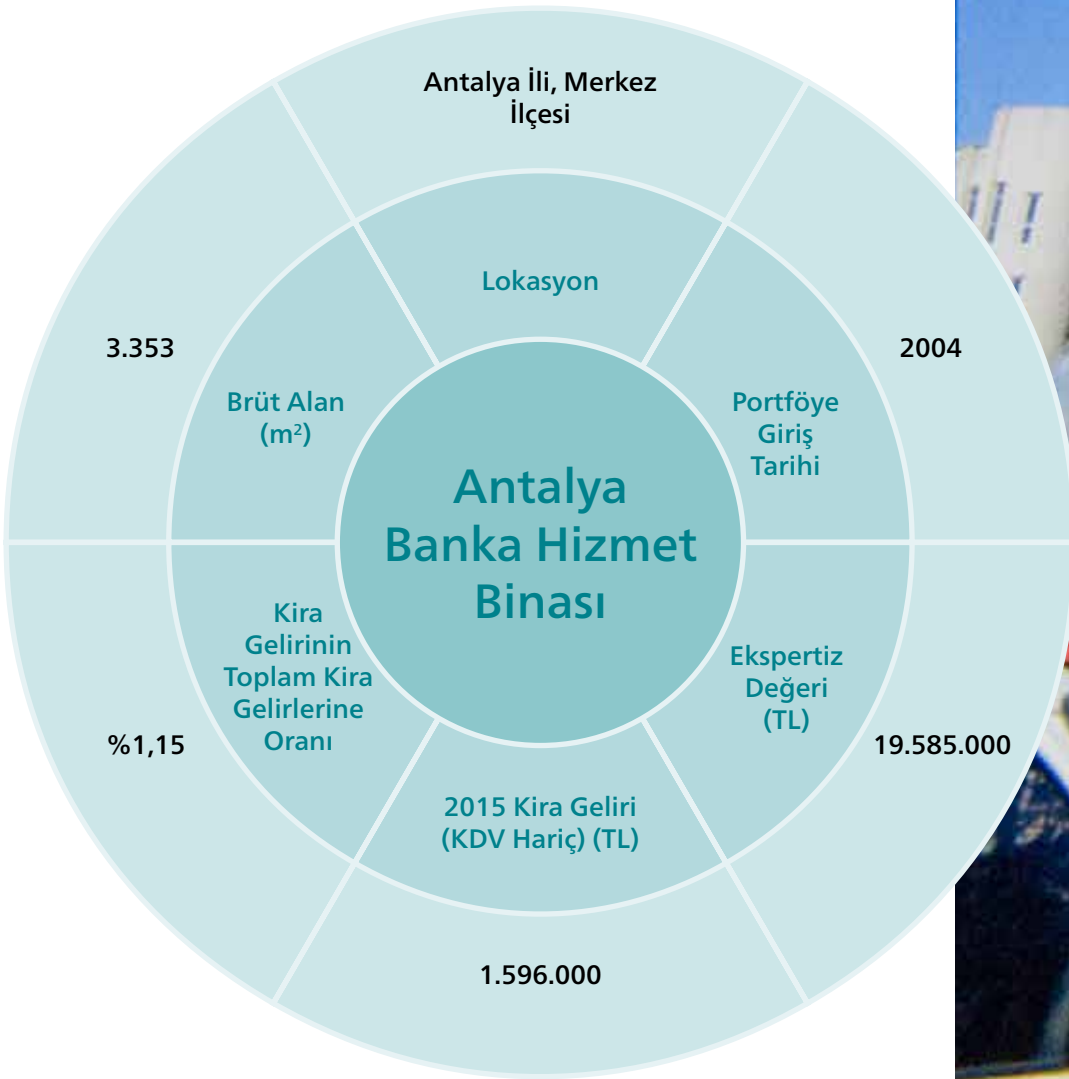 Antalya İli, Merkez
İlçesi
Lokasyon
3.353
2004
Brüt Alan
(m²)
Portföye
Giriş
Tarihi
Antalya
Banka Hizmet
Binası
Kira
Gelirinin
Toplam Kira
Gelirlerine
Oranı
Ekspertiz
Değeri
(TL)
%1,15
19.585.000
2015 Kira Geliri
(KDV Hariç) (TL)
1.596.000